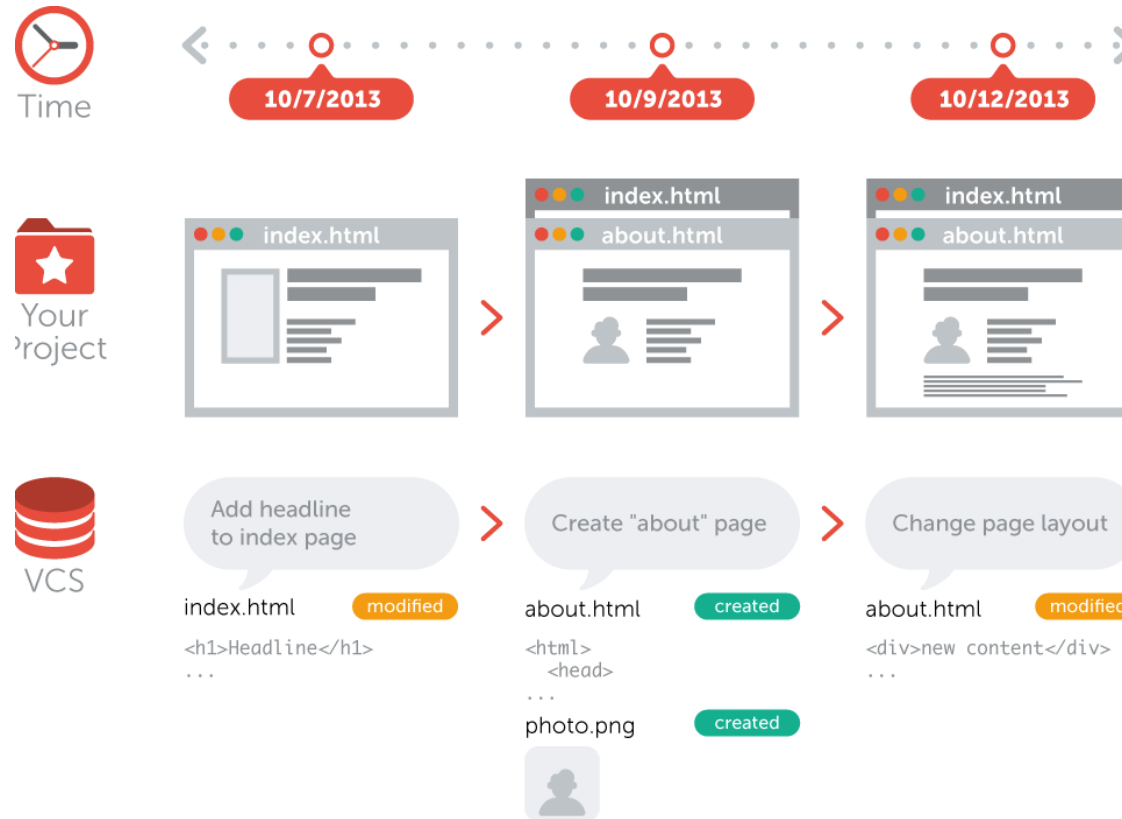 Time
10/7/2013
10/9/2013
10/12/2013
Your
Project
index.html
index.html
about.html
index.html
about.html
VCS
Add headline
to index page
Create "about" page
Change page layout
index.html modified
<h1>Headline</h1>
...
about.html created
<html>
<head>
...
photo.png created
about.html modified
<div>new content</div>
...